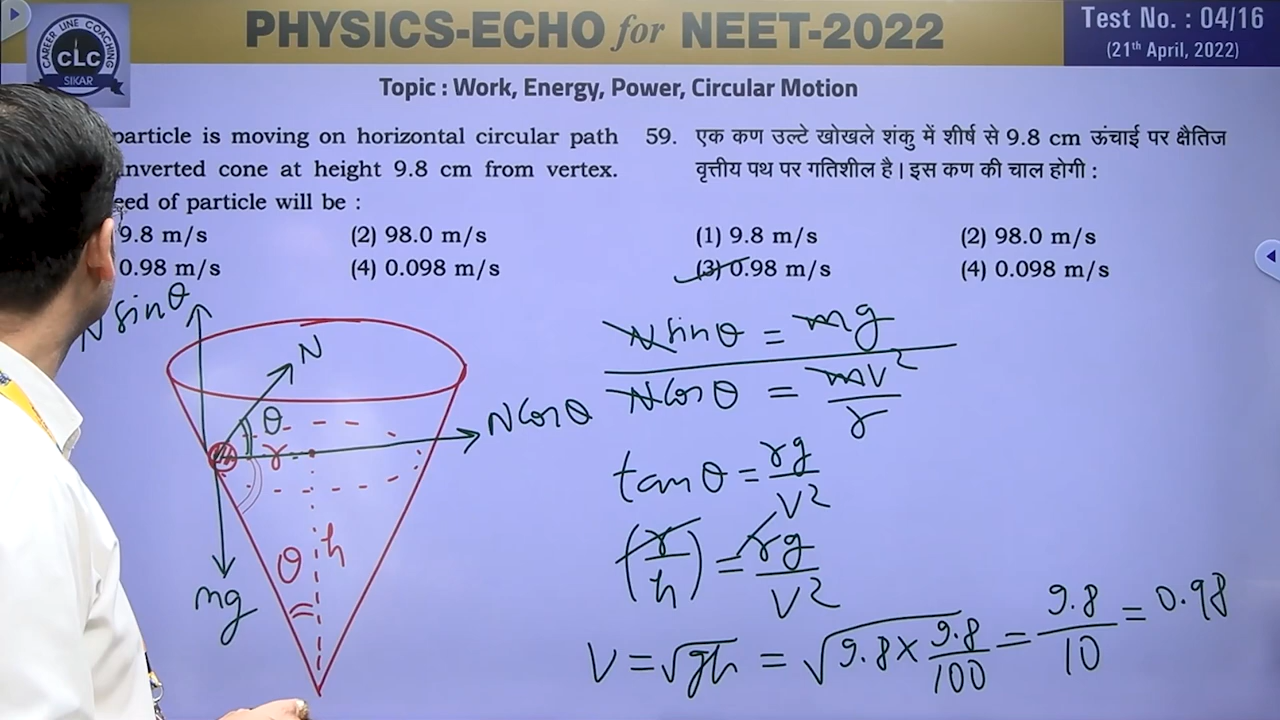 PHYSICS-ECHO for NEET-2022
Test No. : 04/16
(21th April, 2022)
CAREER LINE COACHING
CLC
SIKAR
Topic : Work, Energy, Power, Circular Motion
particle is moving on horizontal circular path
inverted cone at height 9.8 cm from vertex.
eed of particle will be :
9.8 m/s (2) 98.0 m/s
0.98 m/s (4) 0.098 m/s
59. एक कण उल्टे खोखले शंकु में शीर्ष से 9.8 cm ऊंचाई पर क्षैतिज
वृत्तीय पथ पर गतिशील है। इस कण की चाल होगी :
(1) 9.8 m/s (2) 98.0 m/s
(3) 0.98 m/s (4) 0.098 m/s
N sin θ
N
θ
N cos θ
r
mg
θ h
N sin θ = mg
N cos θ = mv²/r
tan θ = rg/v²
(r/h) = rg/v²
V = √gh = √9.8 × 9.8/100 = 9.8/10 = 0.98